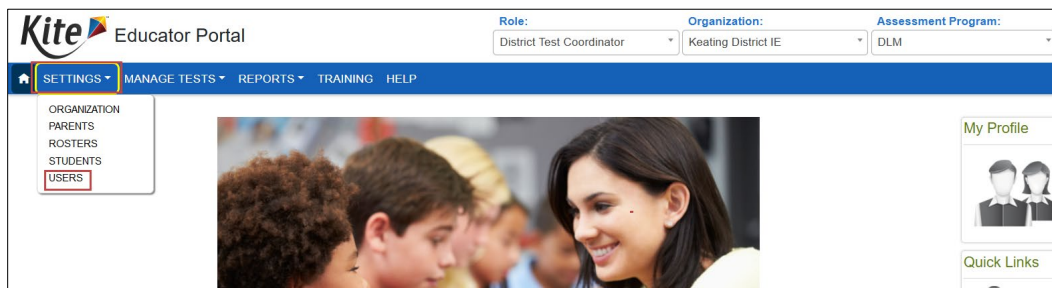 Kite Educator Portal
Role: Organization: Assessment Program:
District Test Coordinator Keating District IE DLM
SETTINGS MANAGE TESTS REPORTS TRAINING HELP
ORGANIZATION
PARENTS
ROSTERS
STUDENTS
USERS
My Profile
Quick Links